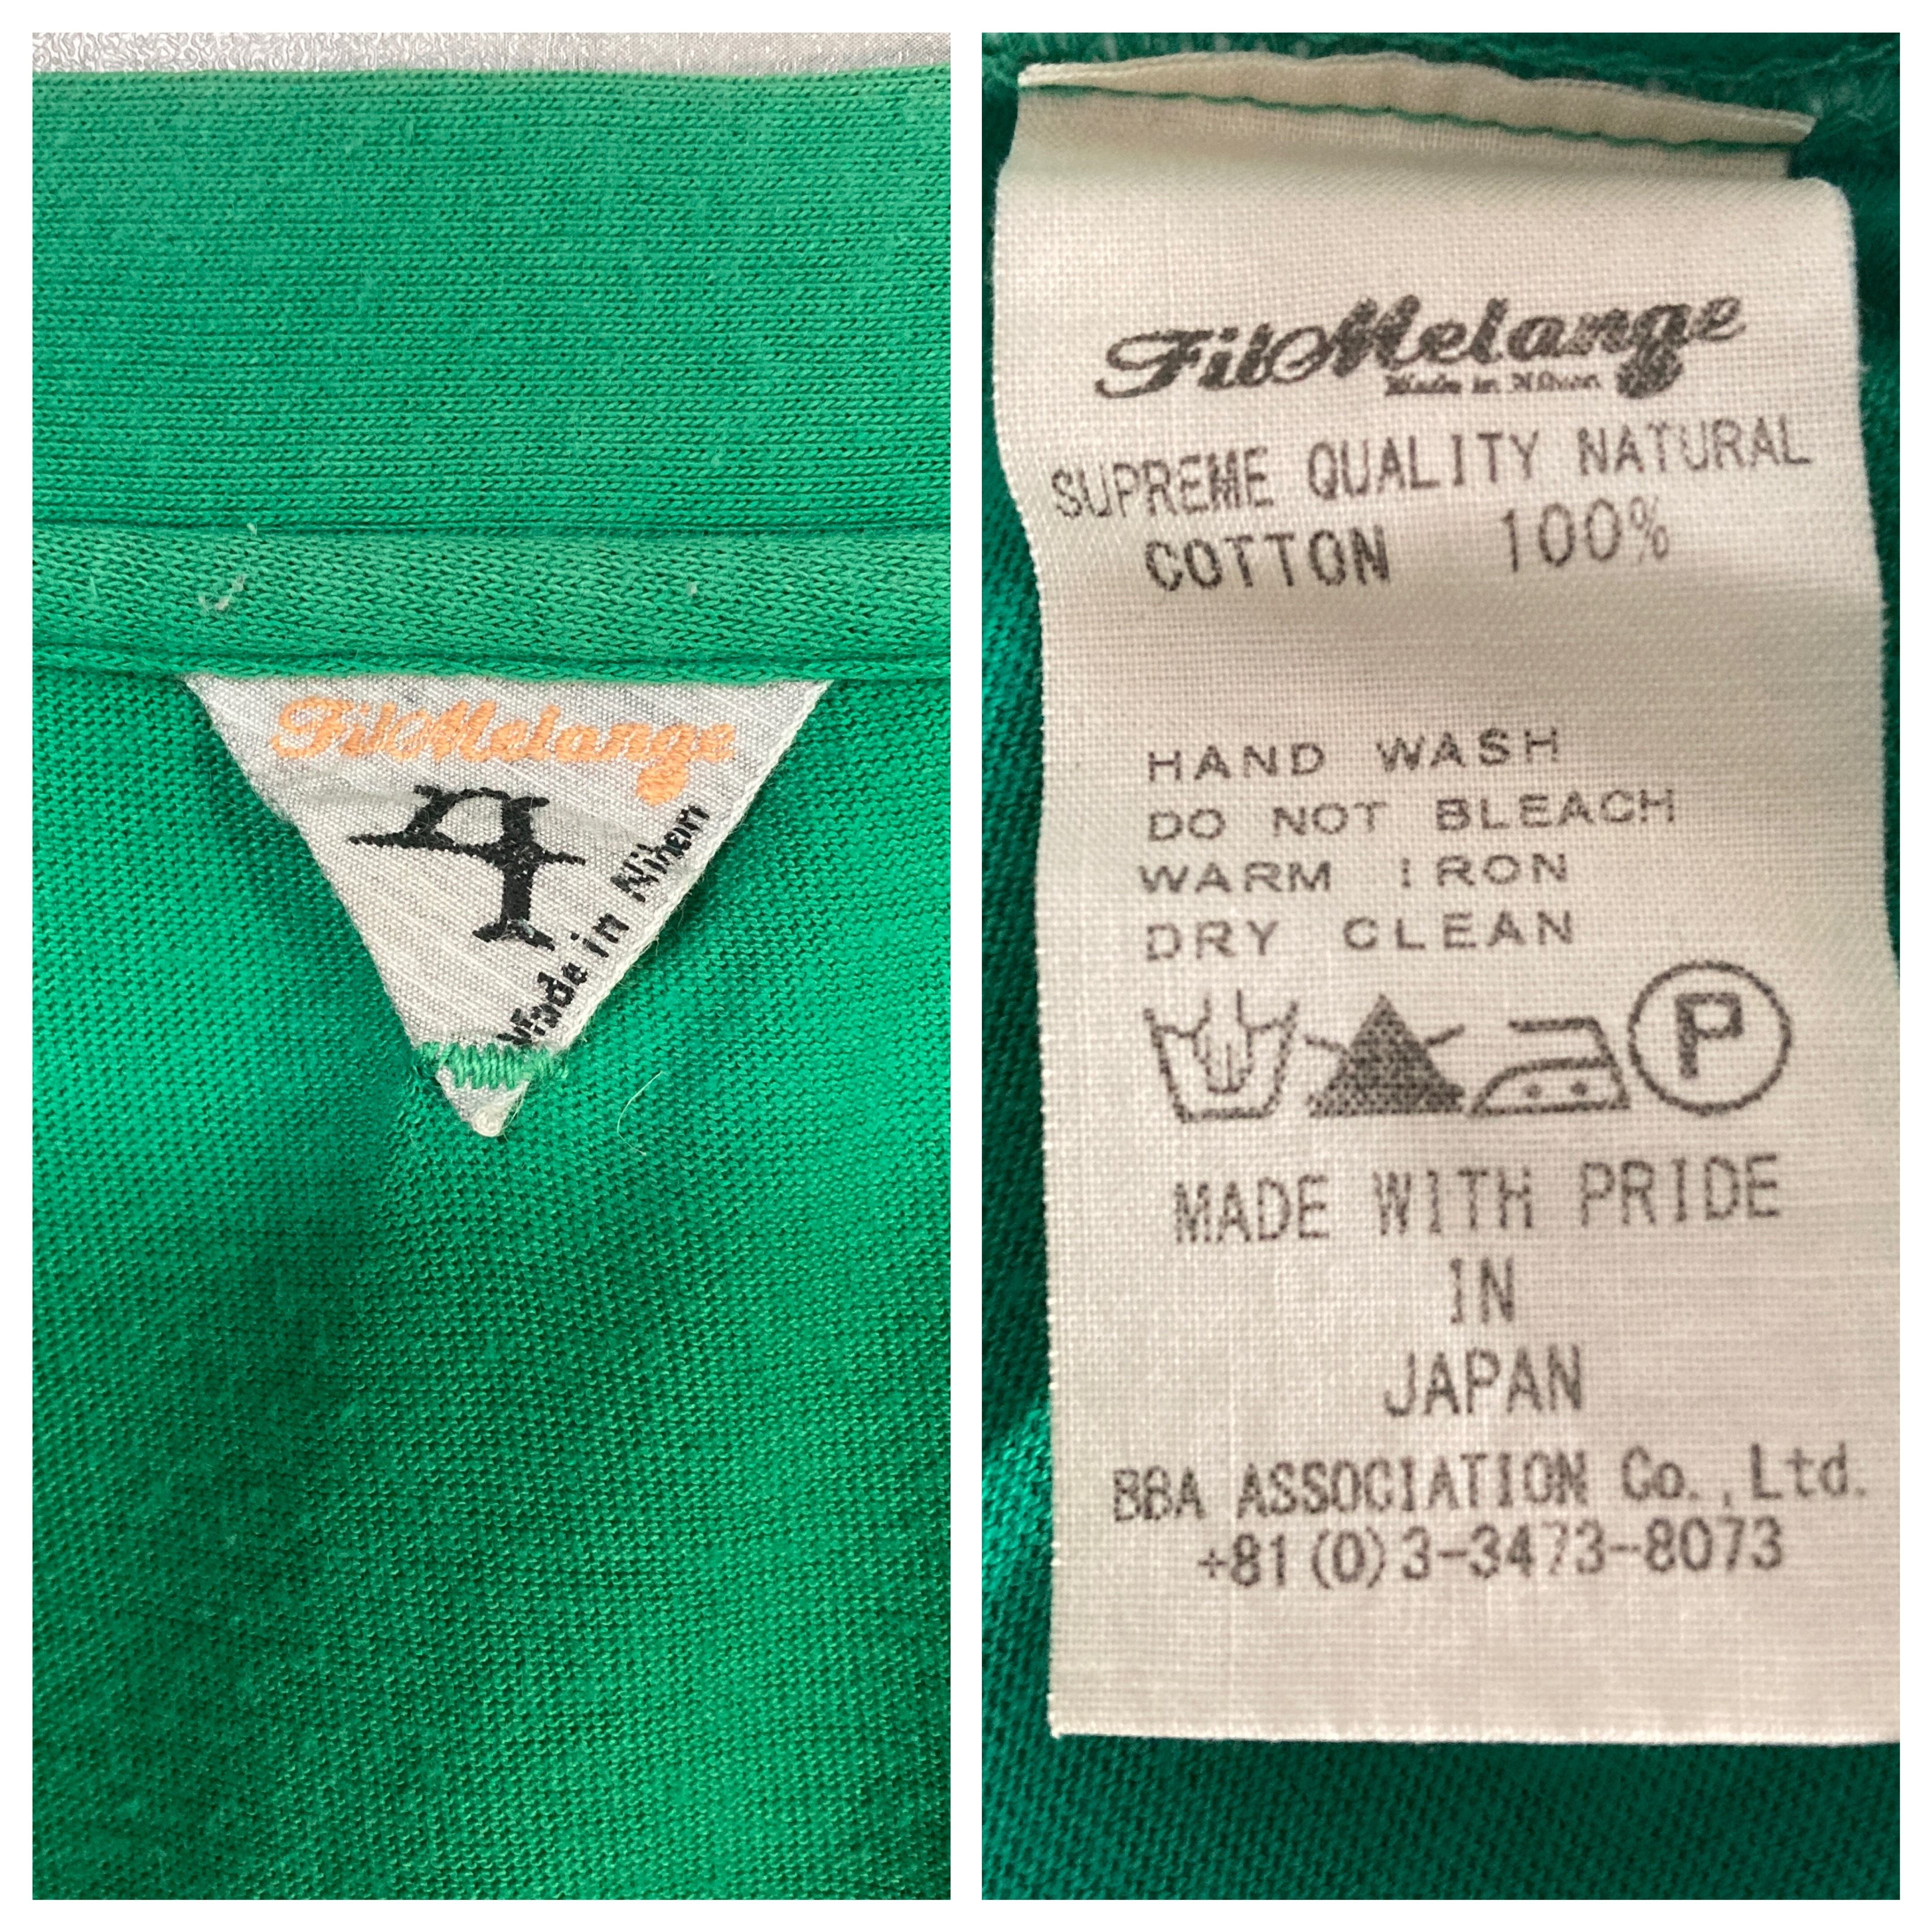 FilMelange
4
Made in Nihon
FilMelange
Made in Nihon
SUPREME QUALITY NATURAL
COTTON 100%
HAND WASH
DO NOT BLEACH
WARM IRON
DRY CLEAN
P
MADE WITH PRIDE
IN
JAPAN
BBA ASSOCIATION Co.,Ltd.
+81(0)3-3473-8073